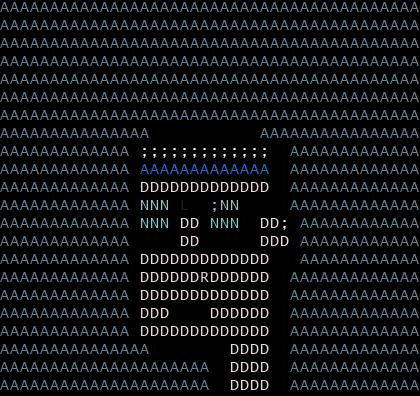 AAAAAAAAAAAAAAAAAAAAAAAAAAAAAAAAAAAAAAAAAA
AAAAAAAAAAAAAAAAAAAAAAAAAAAAAAAAAAAAAAAAAA
AAAAAAAAAAAAAAAAAAAAAAAAAAAAAAAAAAAAAAAAAA
AAAAAAAAAAAAAAAAAAAAAAAAAAAAAAAAAAAAAAAAAA
AAAAAAAAAAAAAAAAAAAAAAAAAAAAAAAAAAAAAAAAAA
AAAAAAAAAAAAAAAAAAAAAAAAAAAAAAAAAAAAAAAAAA
AAAAAAAAAAAAAAAAAAAAAAAAAAAAAAAAAAAAAAAAAA
AAAAAAAAAAAAAAA           AAAAAAAAAAAAAAAA
AAAAAAAAAAAAA ;;;;;;;;;;;;;  AAAAAAAAAAAAA
AAAAAAAAAAAAA AAAAAAAAAAAAA  AAAAAAAAAAAAA
AAAAAAAAAAAAA DDDDDDDDDDDDD  AAAAAAAAAAAAA
AAAAAAAAAAAAA NNN L  ;NN     AAAAAAAAAAAAA
AAAAAAAAAAAAA NNN DD NNN  DD; AAAAAAAAAAAA
AAAAAAAAAAAAA     DD      DDD AAAAAAAAAAAA
AAAAAAAAAAAAA DDDDDDDDDDDDD   AAAAAAAAAAAA
AAAAAAAAAAAAA DDDDDDRDDDDDD  AAAAAAAAAAAAA
AAAAAAAAAAAAA DDDDDDDDDDDDD  AAAAAAAAAAAAA
AAAAAAAAAAAAA DDD    DDDDDD  AAAAAAAAAAAAA
AAAAAAAAAAAAA DDDDDDDDDDDDD  AAAAAAAAAAAAA
AAAAAAAAAAAAAAA        DDDD  AAAAAAAAAAAAA
AAAAAAAAAAAAAAAAAAAAA  DDDD  AAAAAAAAAAAAA
AAAAAAAAAAAAAAAAAAAAA  DDDD  AAAAAAAAAAAAA